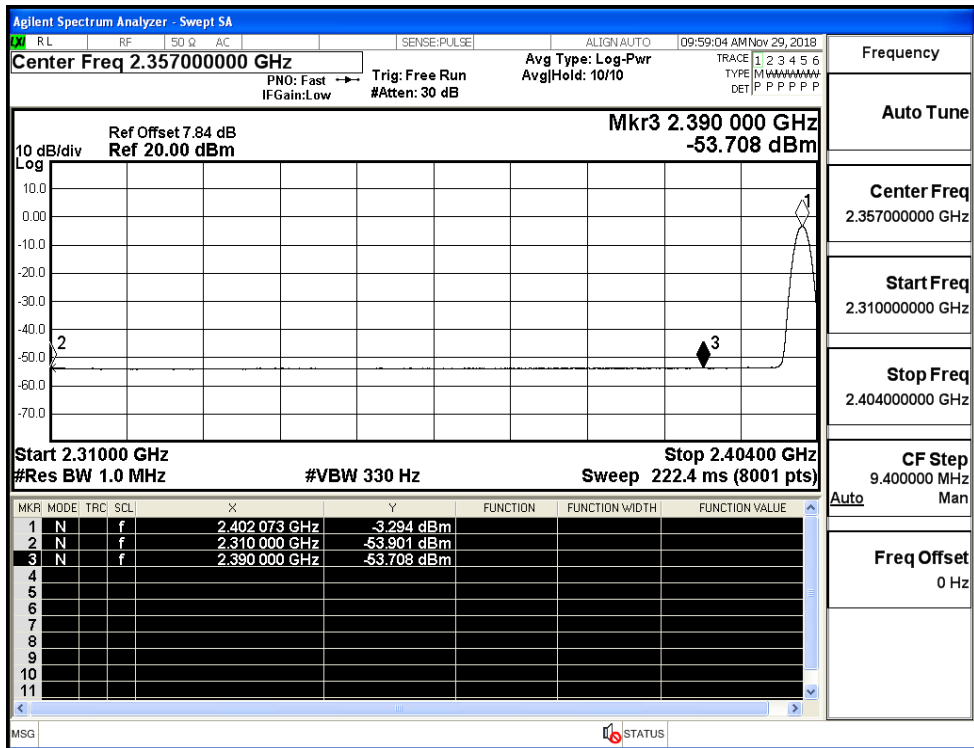 Agilent Spectrum Analyzer - Swept SA
LXI RL RF 50 Ω AC SENSE:PULSE ALIGNAUTO 09:59:04 AM Nov 29, 2018
Center Freq 2.357000000 GHz
PNO: Fast
IFGain:Low
Trig: Free Run
#Atten: 30 dB
Avg Type: Log-Pwr
Avg|Hold: 10/10
TRACE 1 2 3 4 5 6
TYPE M WWWWW
DET P P P P P P
Ref Offset 7.84 dB
10 dB/div Ref 20.00 dBm
Log
Mkr3 2.390 000 GHz
-53.708 dBm
10.0
0.00
-10.0
-20.0
-30.0
-40.0
-50.0
-60.0
-70.0
1
2
3
Start 2.31000 GHz Stop 2.40400 GHz
#Res BW 1.0 MHz #VBW 330 Hz Sweep 222.4 ms (8001 pts)
MKR MODE TRC SCL X Y FUNCTION FUNCTION WIDTH FUNCTION VALUE
1 N f 2.402 073 GHz -3.294 dBm
2 N f 2.310 000 GHz -53.901 dBm
3 N f 2.390 000 GHz -53.708 dBm
4
5
6
7
8
9
10
11
MSG STATUS
Frequency
Auto Tune
Center Freq
2.357000000 GHz
Start Freq
2.310000000 GHz
Stop Freq
2.404000000 GHz
CF Step
9.400000 MHz
Auto Man
Freq Offset
0 Hz